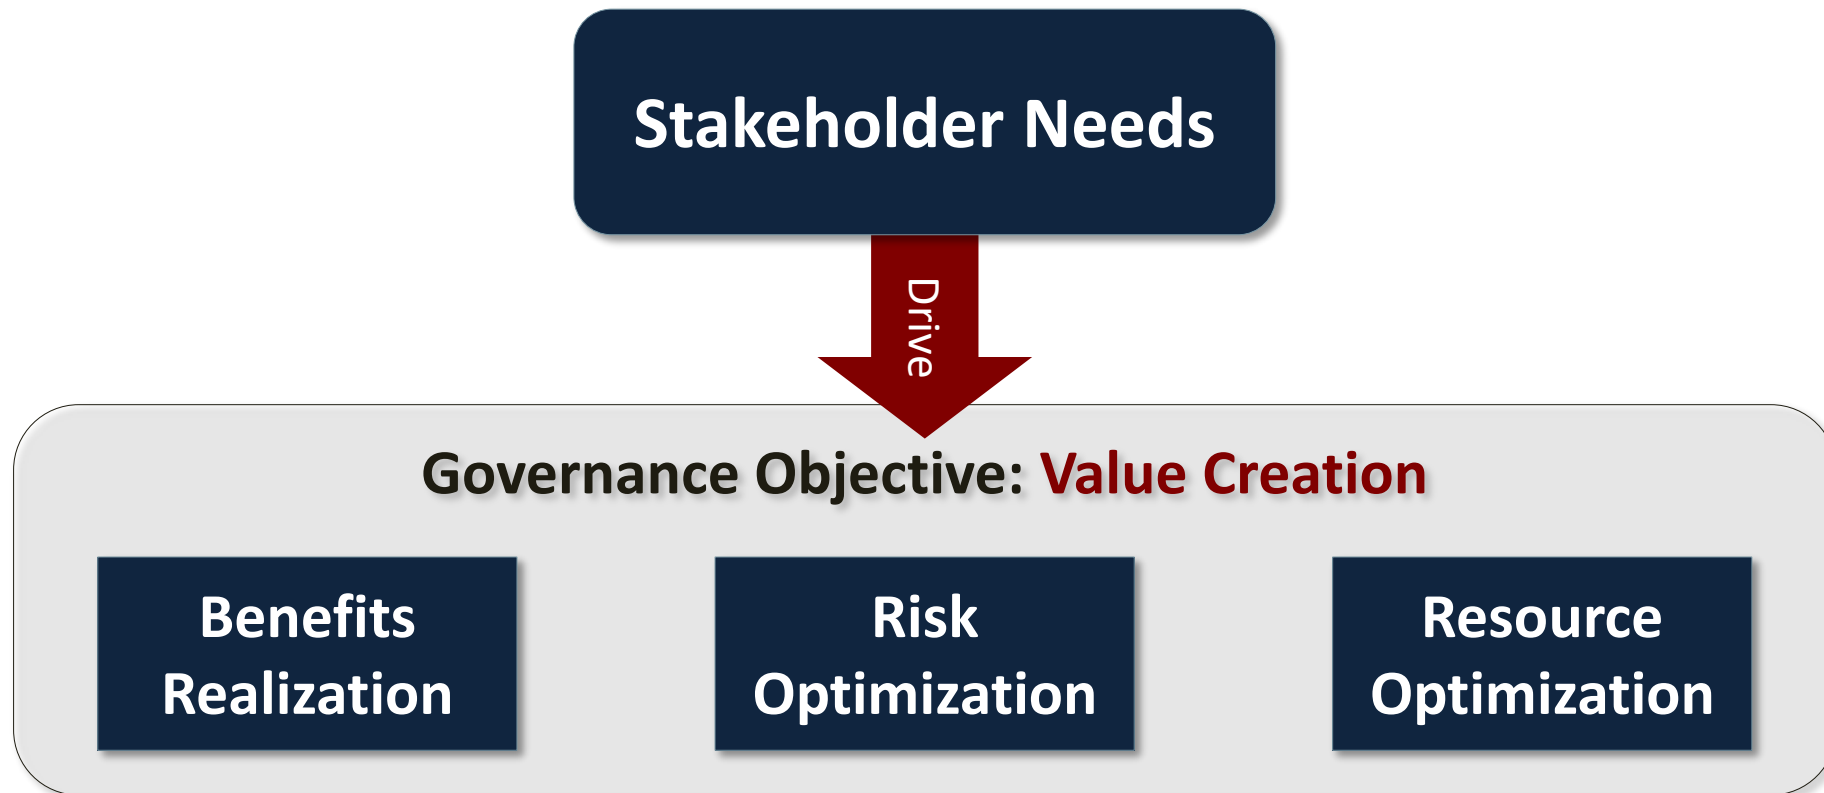 Stakeholder Needs
Drive
Governance Objective: Value Creation
Benefits
Realization
Risk
Optimization
Resource
Optimization